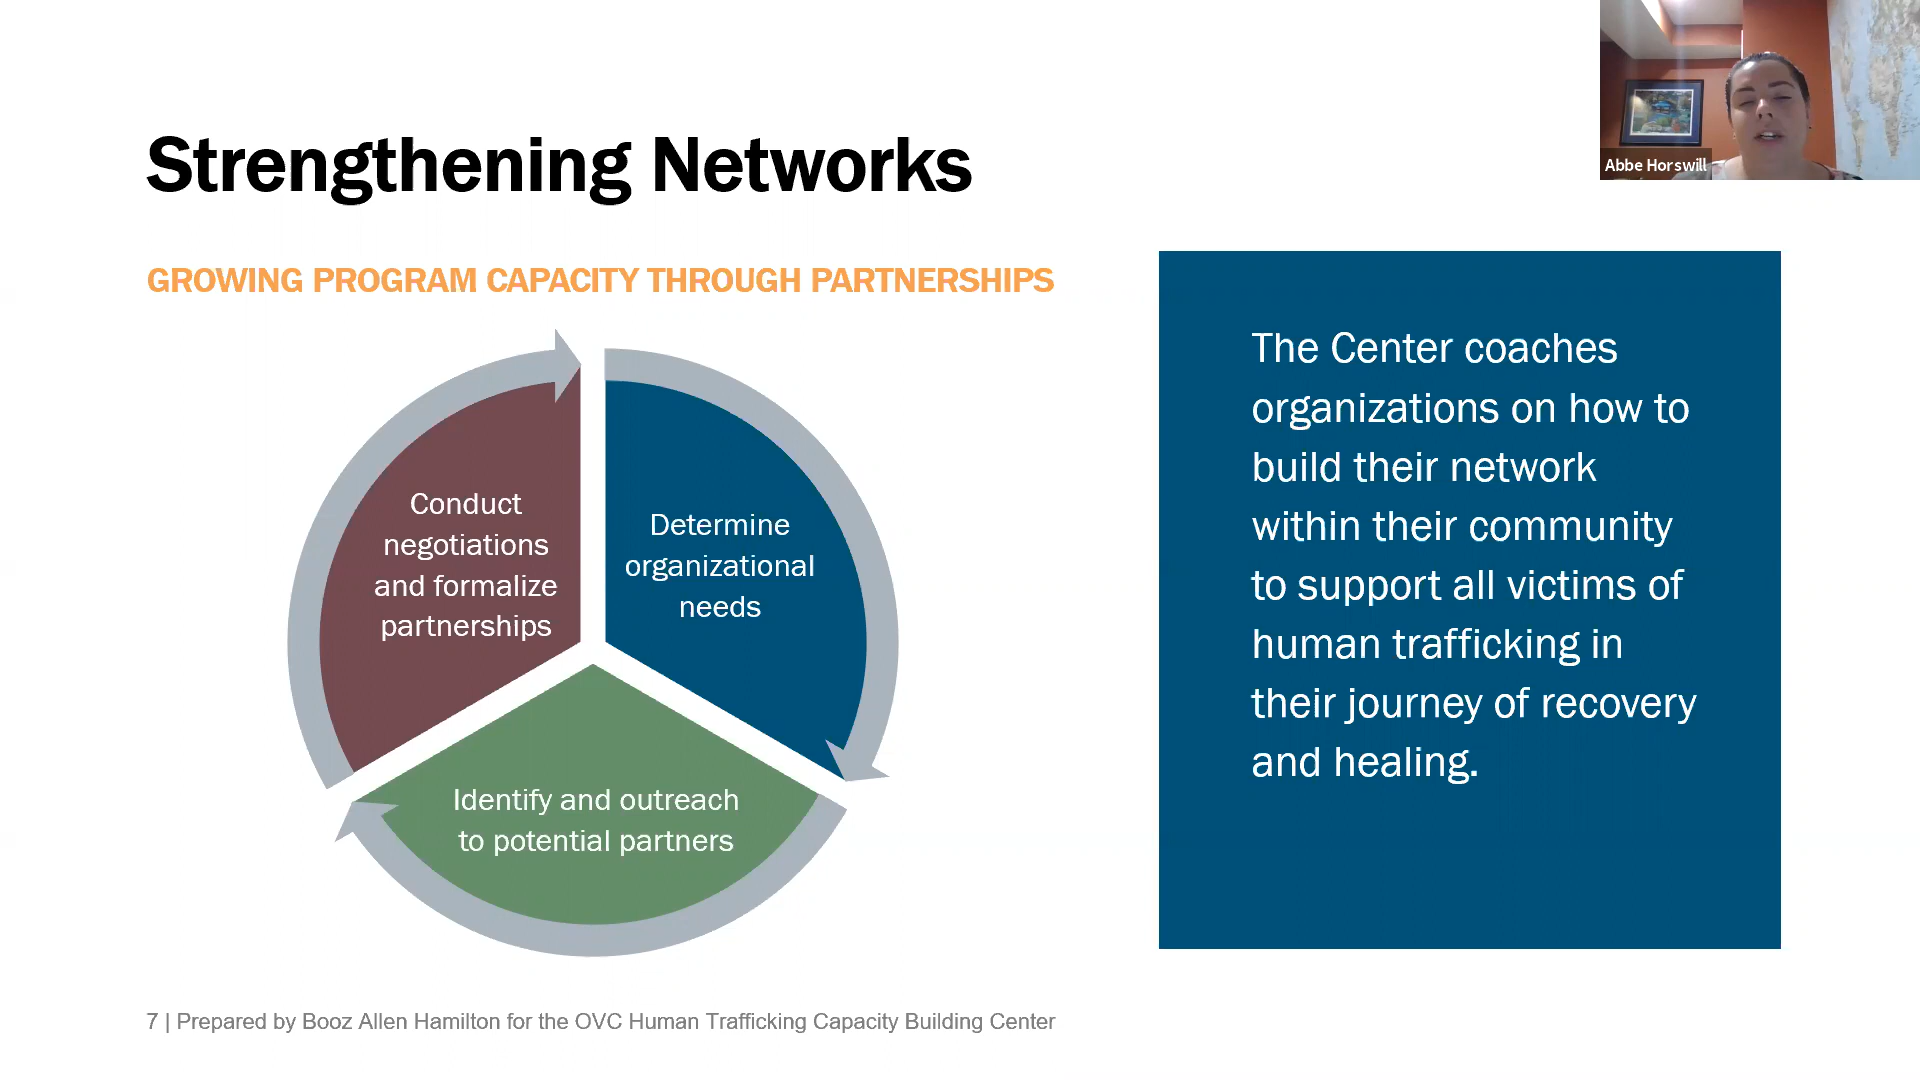 Abbe Horswill
Strengthening Networks
GROWING PROGRAM CAPACITY THROUGH PARTNERSHIPS
Conduct
negotiations
and formalize
partnerships
Determine
organizational
needs
Identify and outreach
to potential partners
The Center coaches
organizations on how to
build their network
within their community
to support all victims of
human trafficking in
their journey of recovery
and healing.
7 | Prepared by Booz Allen Hamilton for the OVC Human Trafficking Capacity Building Center